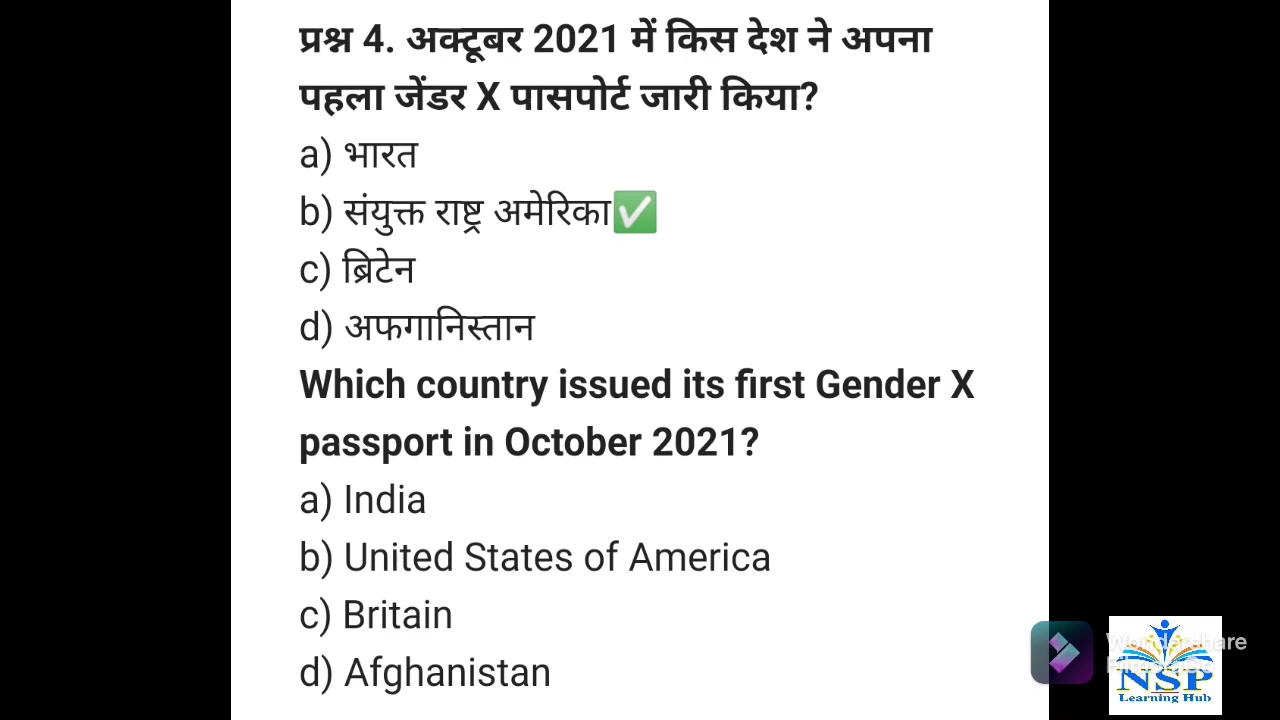 प्रश्न 4. अक्टूबर 2021 में किस देश ने अपना
पहला जेंडर X पासपोर्ट जारी किया?
a) भारत
b) संयुक्त राष्ट्र अमेरिका✅
c) ब्रिटेन
d) अफगानिस्तान
Which country issued its first Gender X
passport in October 2021?
a) India
b) United States of America
c) Britain
d) Afghanistan
Wondershare
NSP
Learning Hub